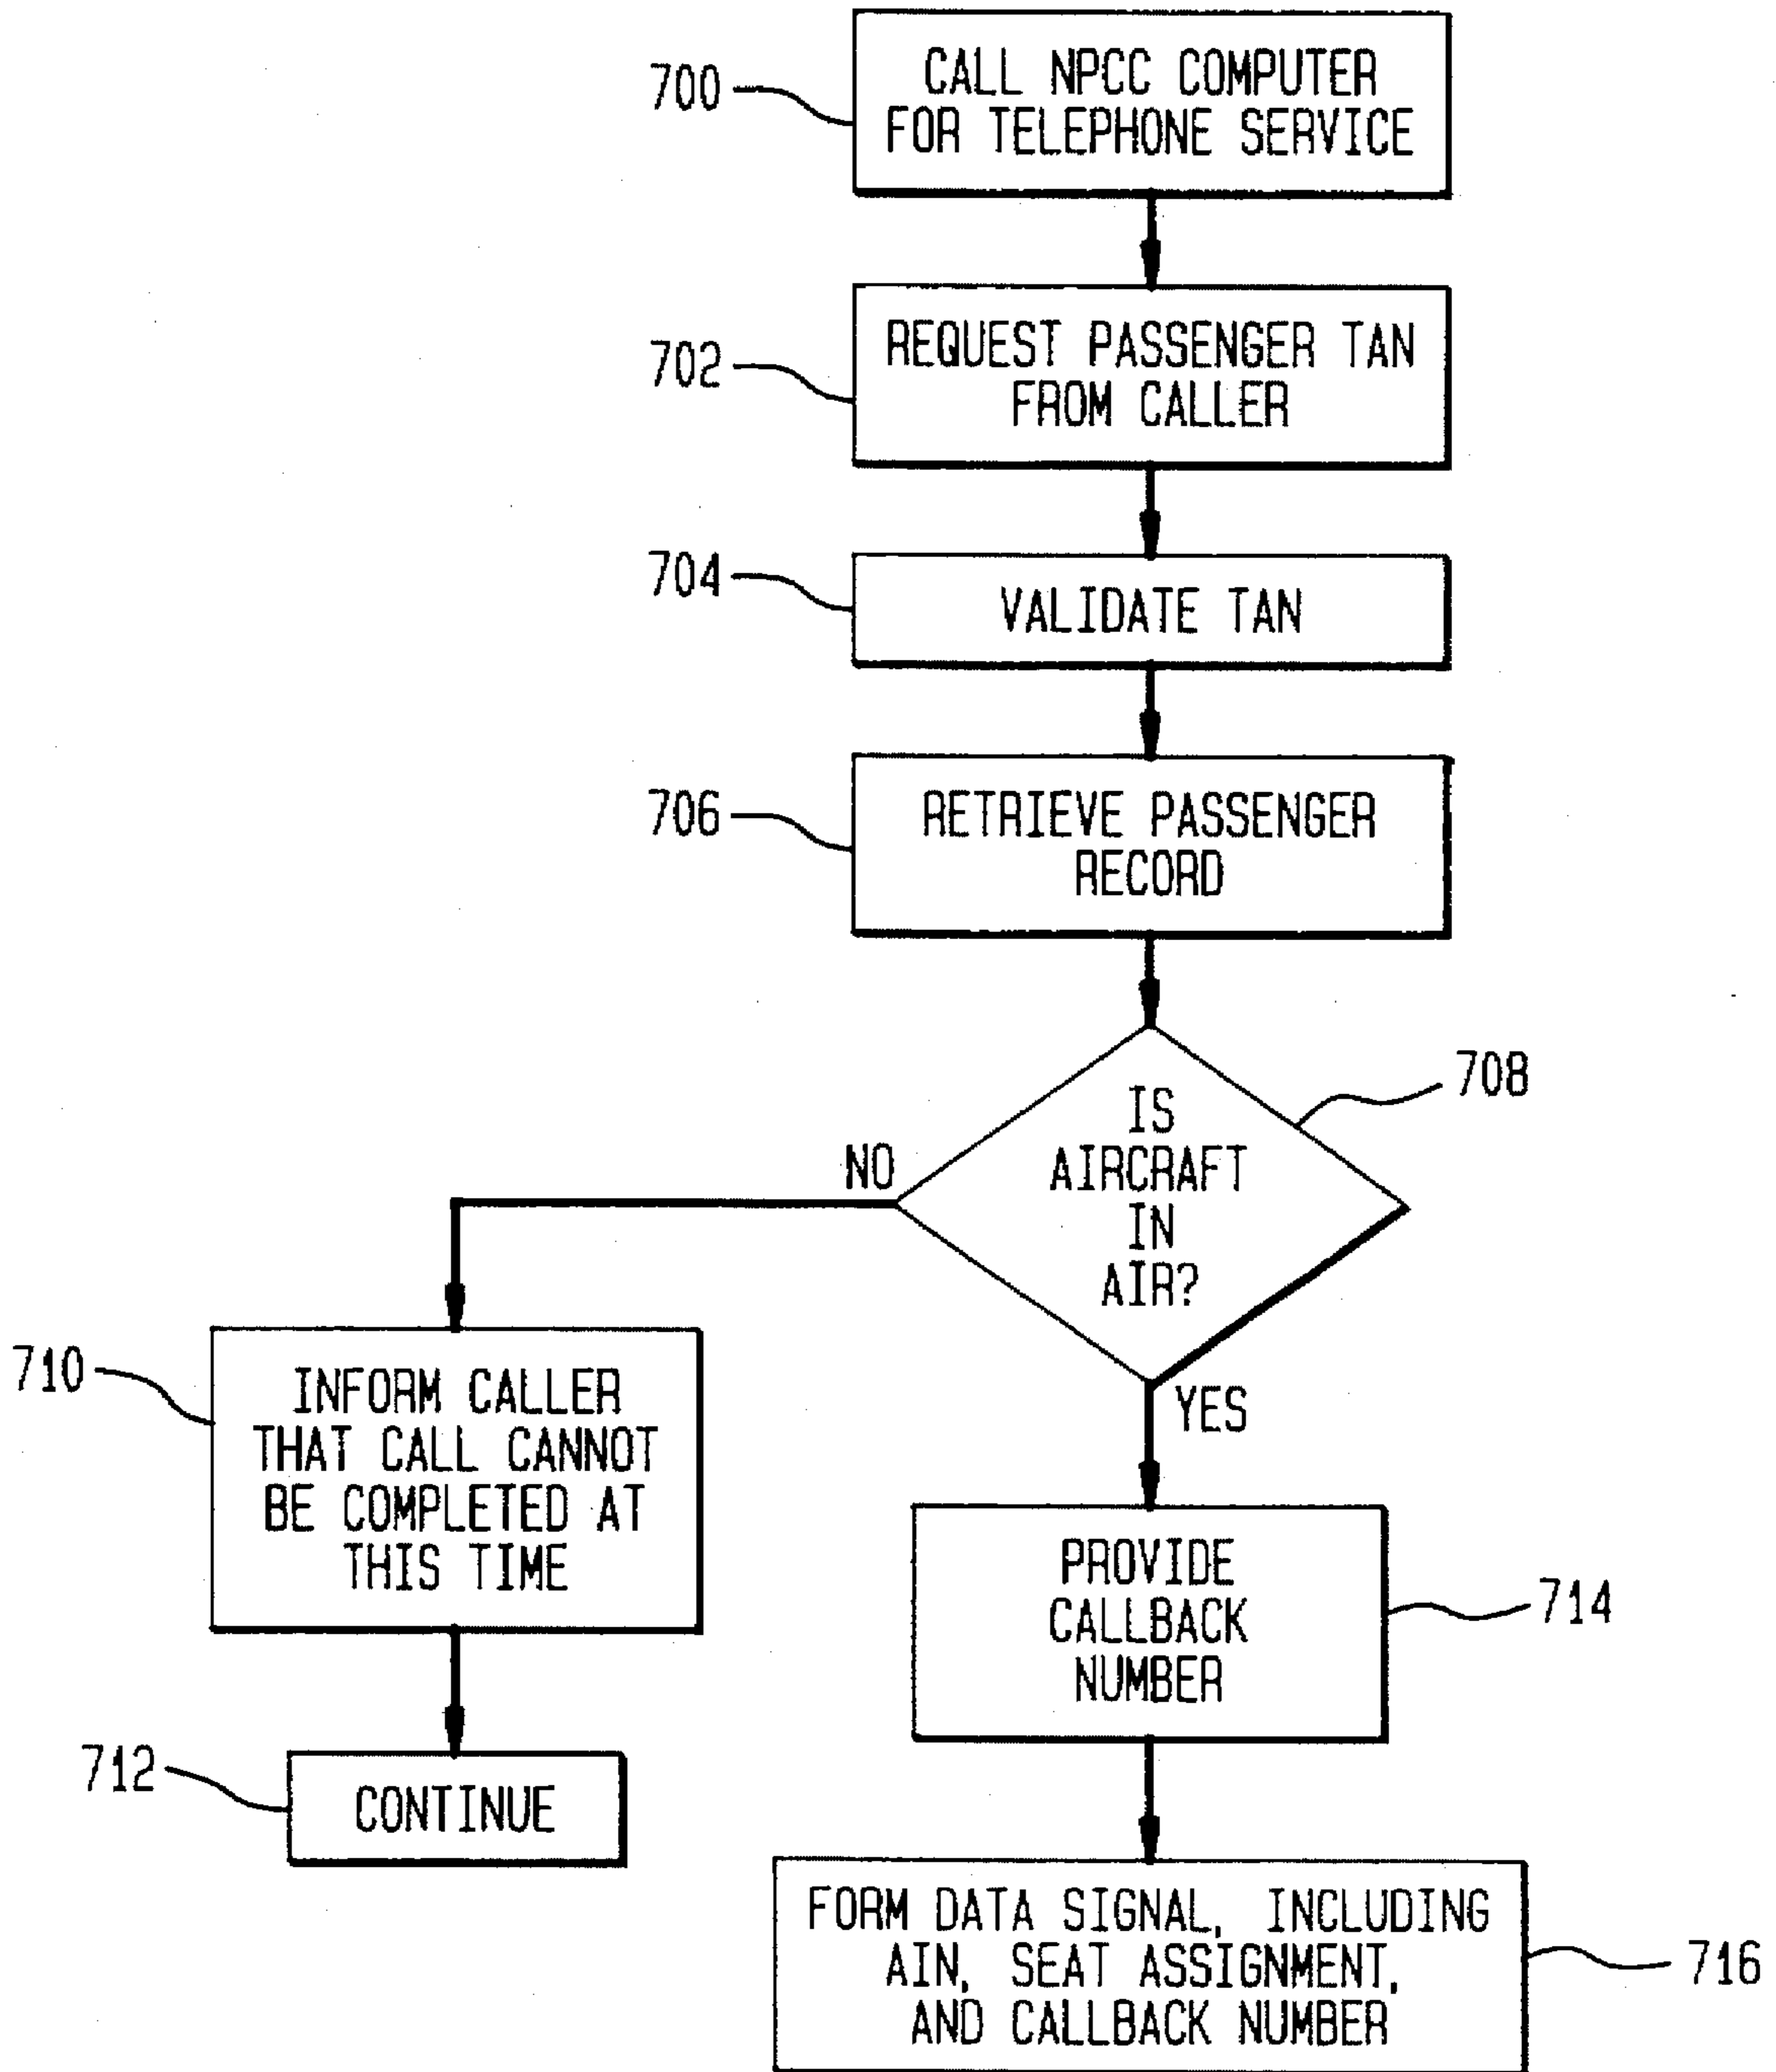 700
CALL NPCC COMPUTER
FOR TELEPHONE SERVICE
702
REQUEST PASSENGER TAN
FROM CALLER
704
VALIDATE TAN
706
RETRIEVE PASSENGER
RECORD
708
IS
AIRCRAFT
IN
AIR?
NO
YES
710
INFORM CALLER
THAT CALL CANNOT
BE COMPLETED AT
THIS TIME
712
CONTINUE
714
PROVIDE
CALLBACK
NUMBER
716
FORM DATA SIGNAL, INCLUDING
AIN, SEAT ASSIGNMENT,
AND CALLBACK NUMBER